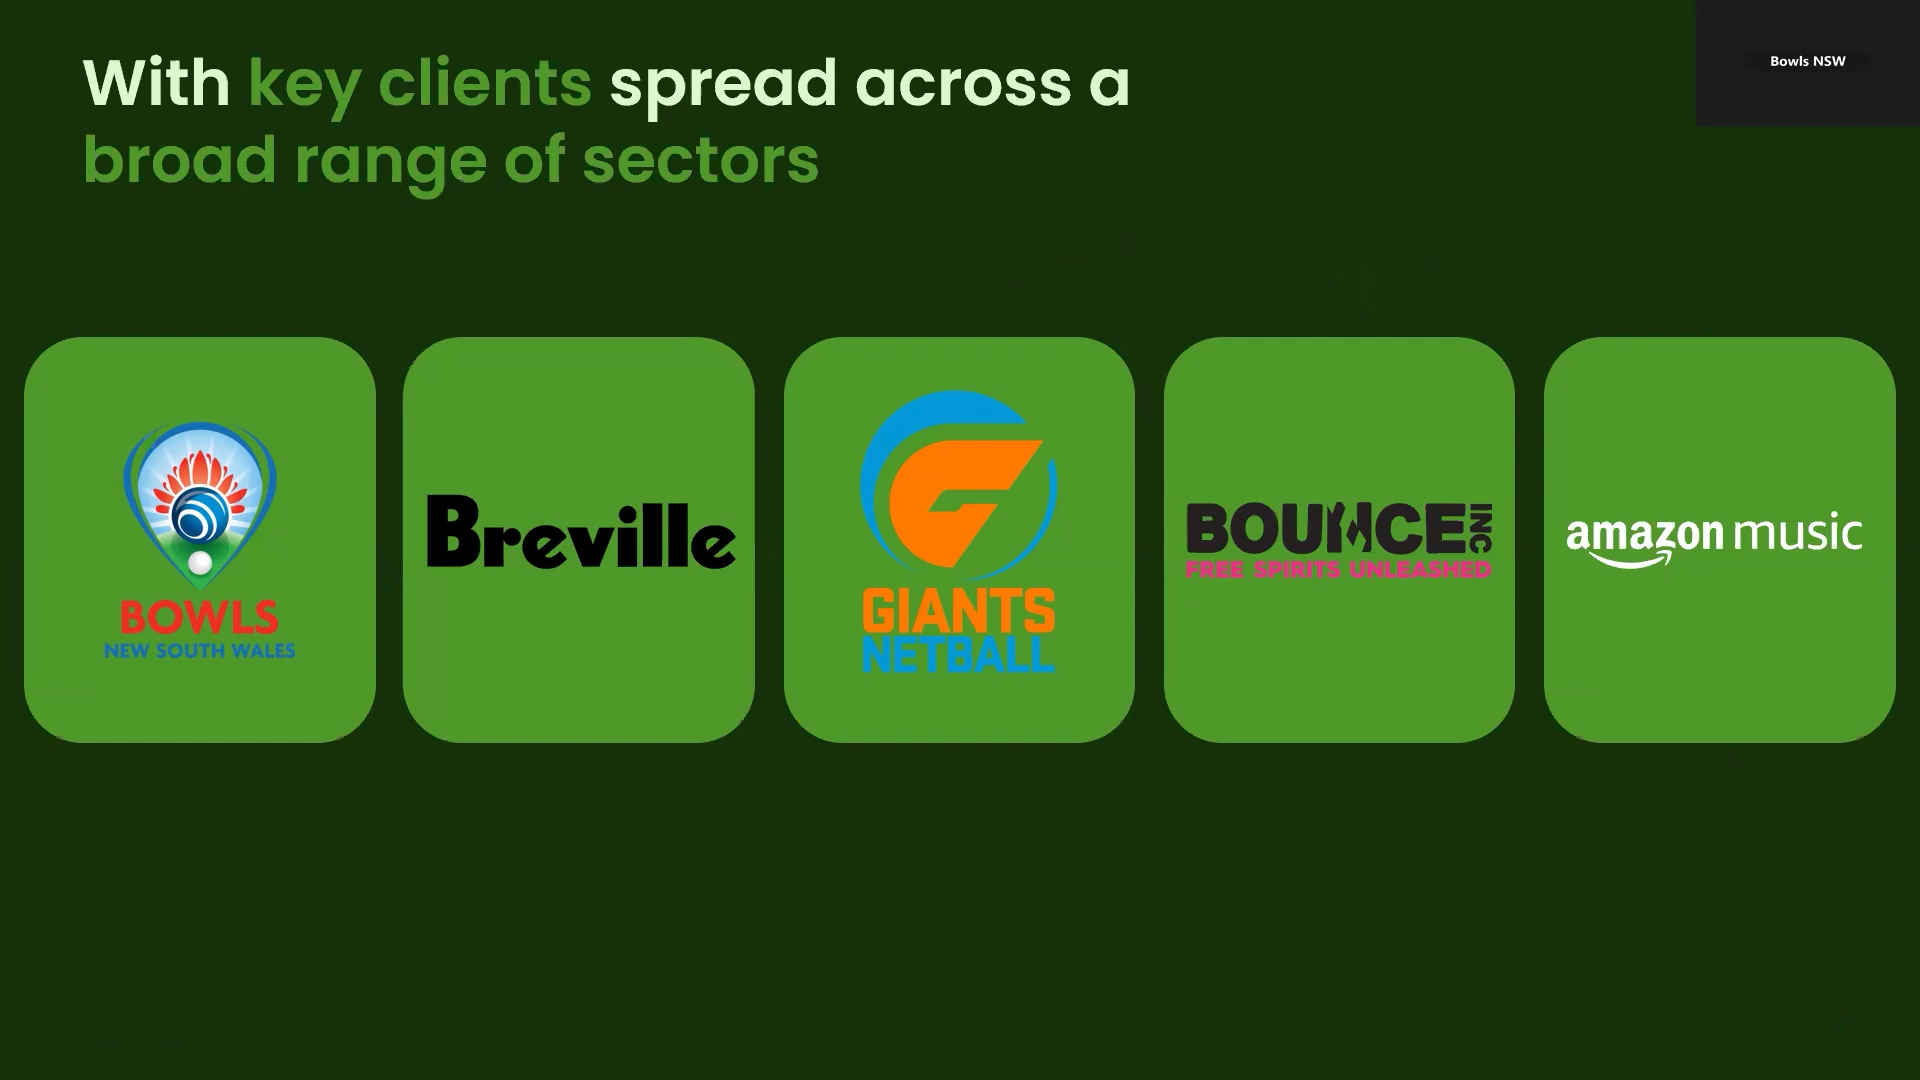 With key clients spread across a
broad range of sectors
Bowls NSW
BOWLS
NEW SOUTH WALES
Breville
GIANTS
NETBALL
BOUNCE INC
FREE SPIRITS UNLEASHED
amazon music